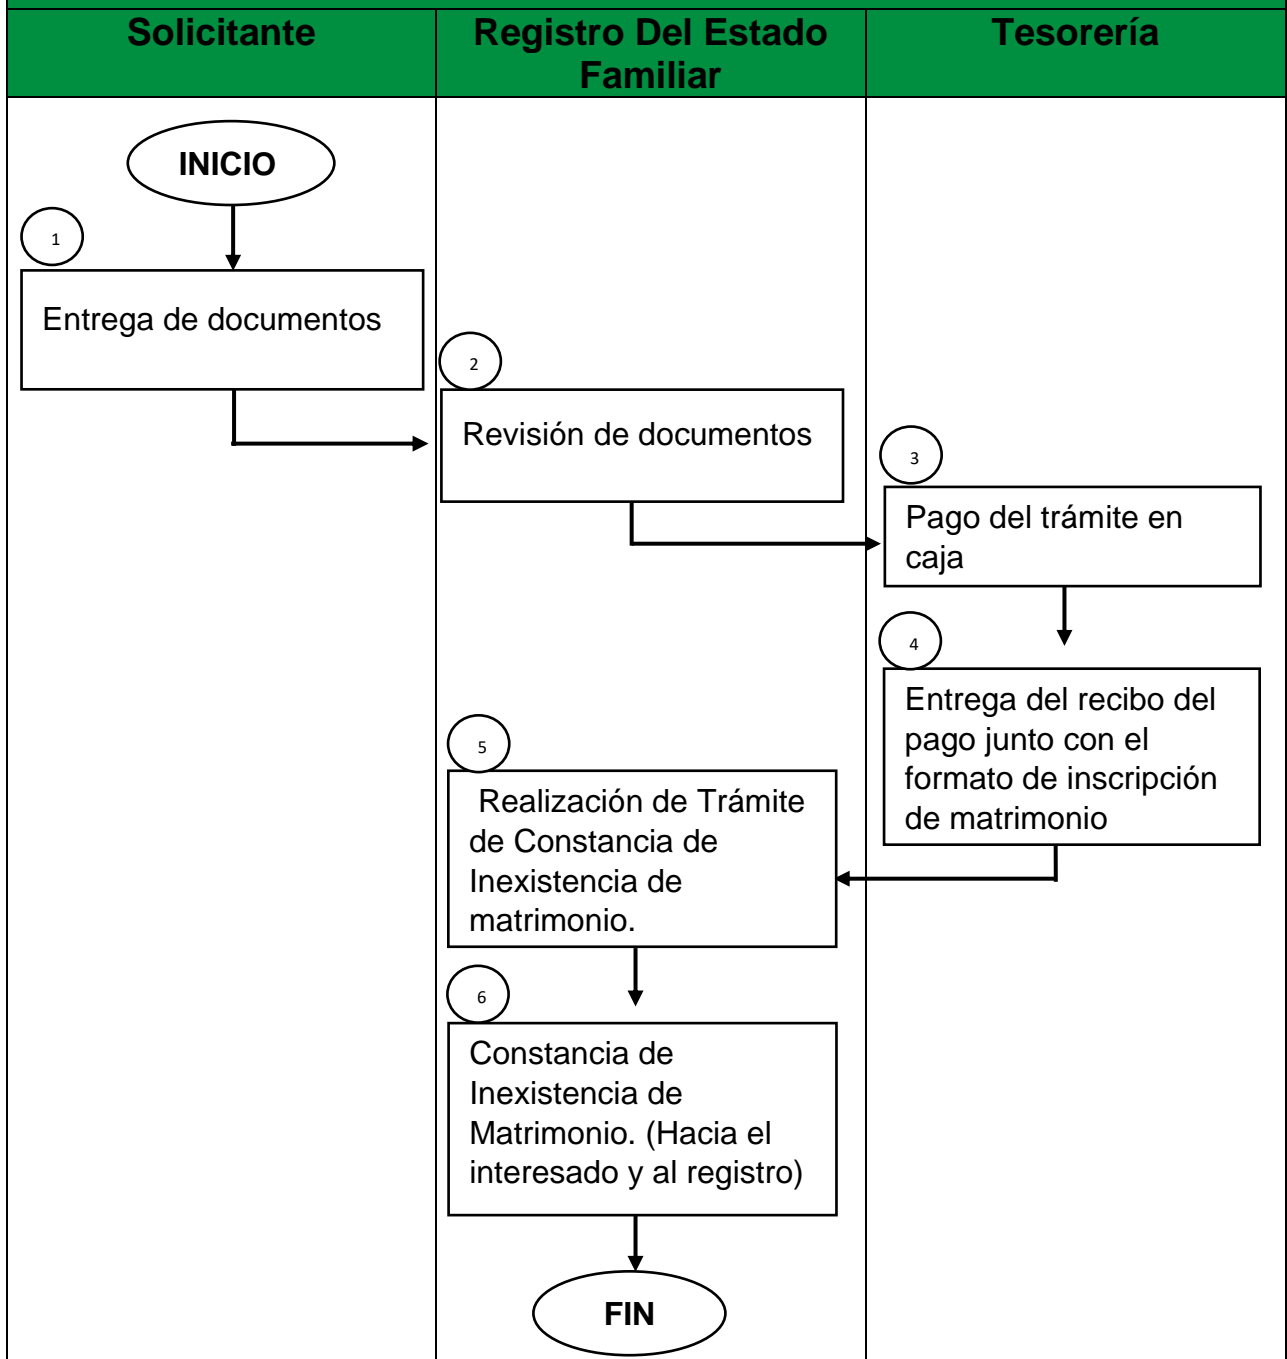 Solicitante
Registro Del Estado
Familiar
Tesorería
INICIO
1
Entrega de documentos
2
Revisión de documentos
3
Pago del trámite en
caja
4
Entrega del recibo del
pago junto con el
formato de inscripción
de matrimonio
5
Realización de Trámite
de Constancia de
Inexistencia de
matrimonio.
6
Constancia de
Inexistencia de
Matrimonio. (Hacia el
interesado y al registro)
FIN